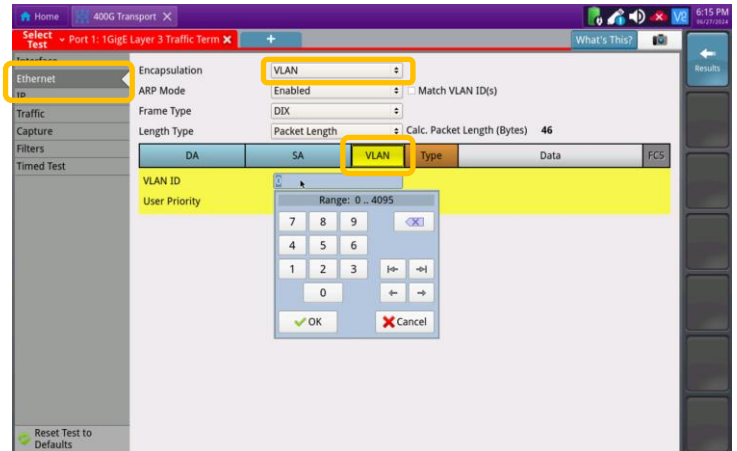 Home 400G Transport X 6:15 PM
06/27/2024
Select Test Port 1: 1GigE Layer 3 Traffic Term X + What's This?
Results
Interface
Ethernet
IP
Traffic
Capture
Filters
Timed Test
Encapsulation VLAN
ARP Mode Enabled Match VLAN ID(s)
Frame Type DIX
Length Type Packet Length Calc. Packet Length (Bytes) 46
DA SA VLAN Type Data FCS
VLAN ID
User Priority
Range: 0 .. 4095
7 8 9
4 5 6
1 2 3
0
OK Cancel
Reset Test to
Defaults